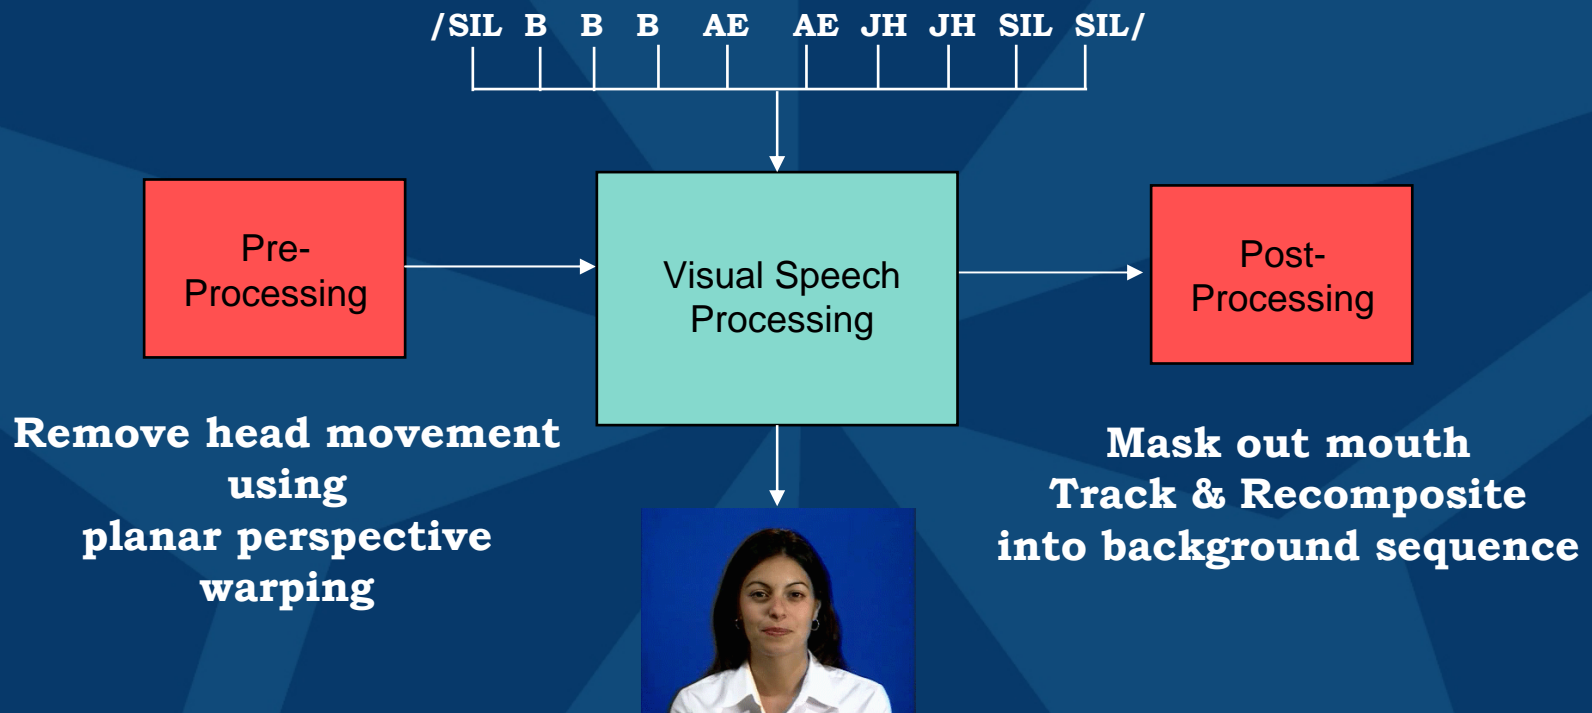 /SIL B B B AE AE JH JH SIL SIL/
Pre-
Processing
Visual Speech
Processing
Post-
Processing
Remove head movement
using
planar perspective
warping
Mask out mouth
Track & Recomposite
into background sequence